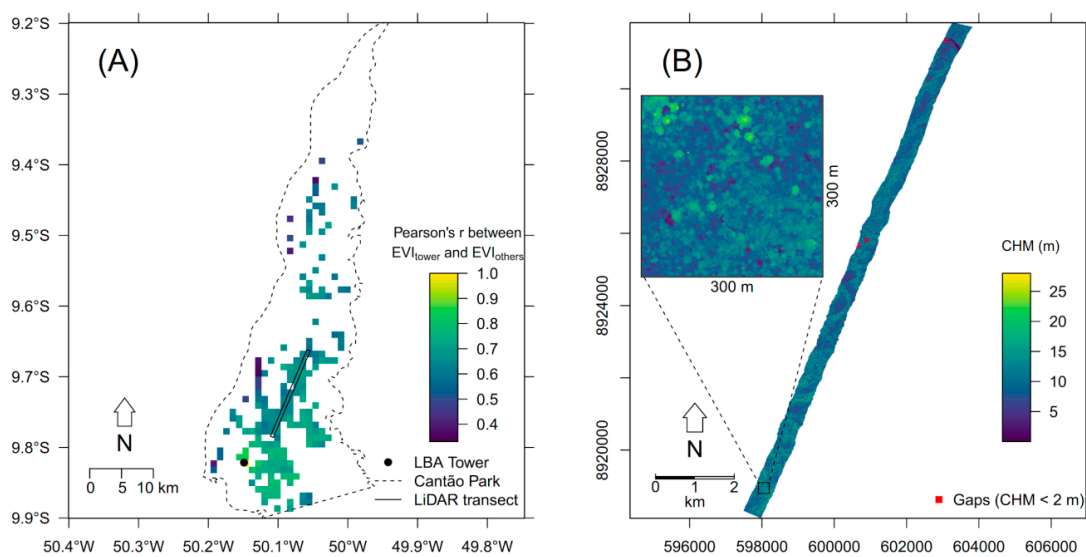 (A)
9.2°S
9.3°S
9.4°S
9.5°S
9.6°S
9.7°S
9.8°S
9.9°S
Pearson's r between
EVItower and EVIothers
1.0
0.9
0.8
0.7
0.6
0.5
0.4
N
0 5 10 km
LBA Tower
Cantão Park
LiDAR transect
50.4°W 50.3°W 50.2°W 50.1°W 50°W 49.9°W 49.8°W
(B)
8928000
8924000
8920000
300 m
300 m
CHM (m)
25
20
15
10
5
N
0 1 2
km
Gaps (CHM < 2 m)
596000 598000 600000 602000 604000 606000